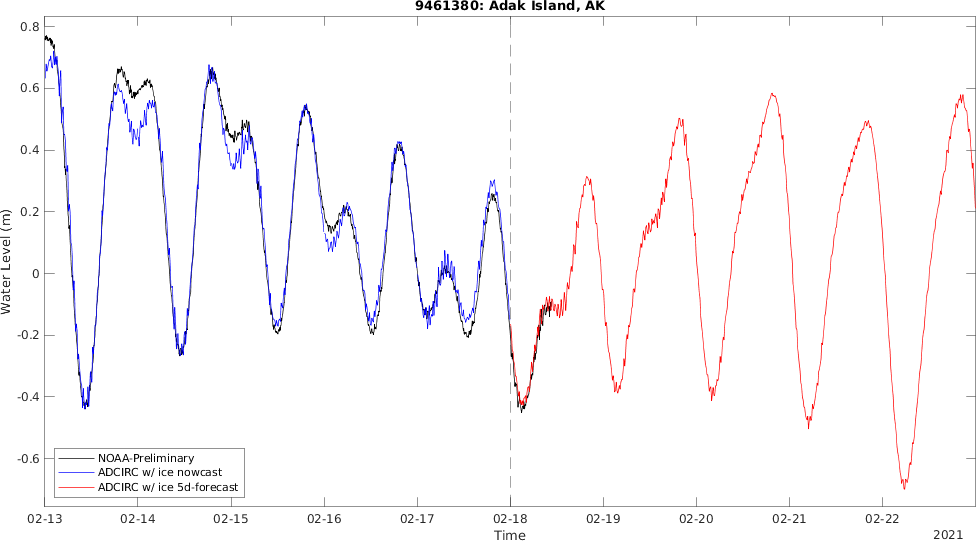 9461380: Adak Island, AK
0.8
0.6
0.4
0.2
0
-0.2
-0.4
-0.6
Water Level (m)
NOAA-Preliminary
ADCIRC w/ ice nowcast
ADCIRC w/ ice 5d-forecast
02-13 02-14 02-15 02-16 02-17 02-18 02-19 02-20 02-21 02-22
Time
2021